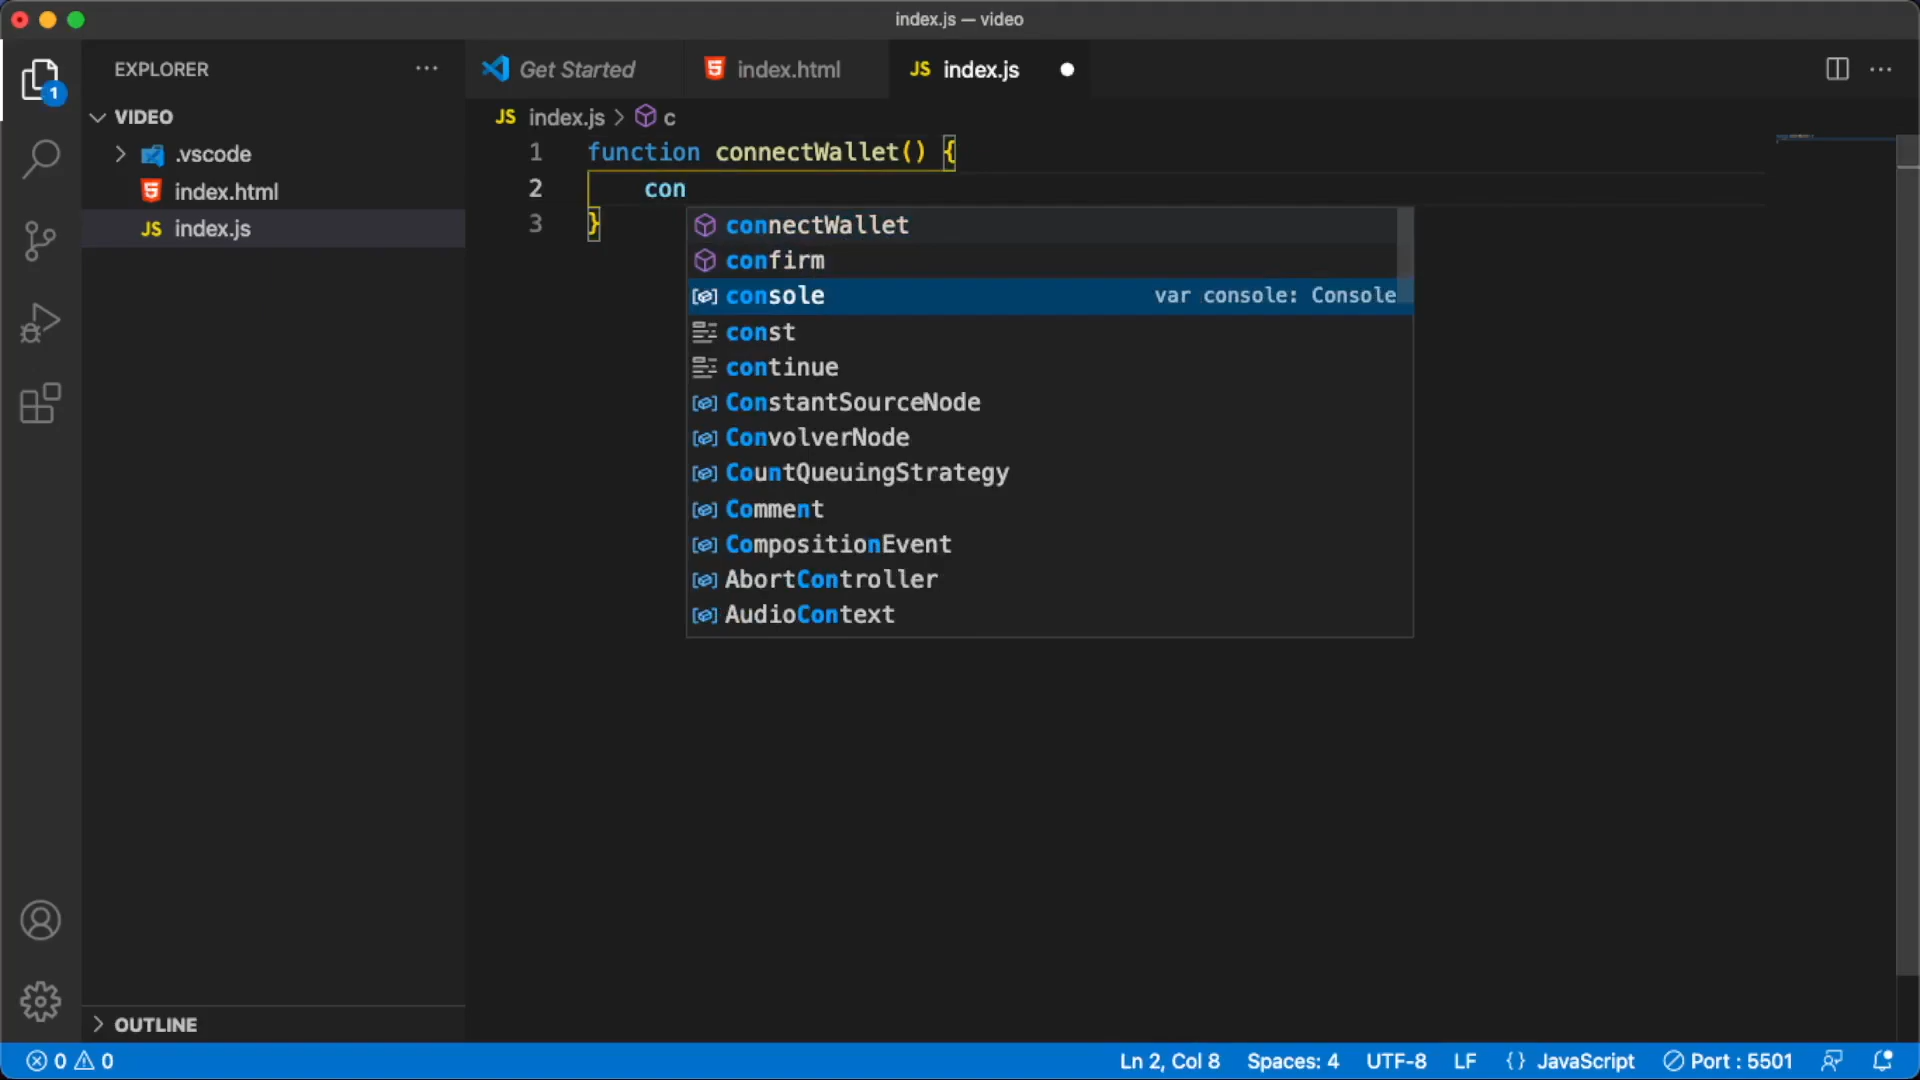 index.js — video
1
EXPLORER
VIDEO
.vscode
index.html
JS index.js
OUTLINE
Get Started
index.html
JS index.js
JS index.js > c
1 function connectWallet() {
2 con
3 }
connectWallet
confirm
console var console: Console
const
continue
ConstantSourceNode
ConvolverNode
CountQueuingStrategy
Comment
CompositionEvent
AbortController
AudioContext
0 0
Ln 2, Col 8 Spaces: 4 UTF-8 LF {} JavaScript Port : 5501